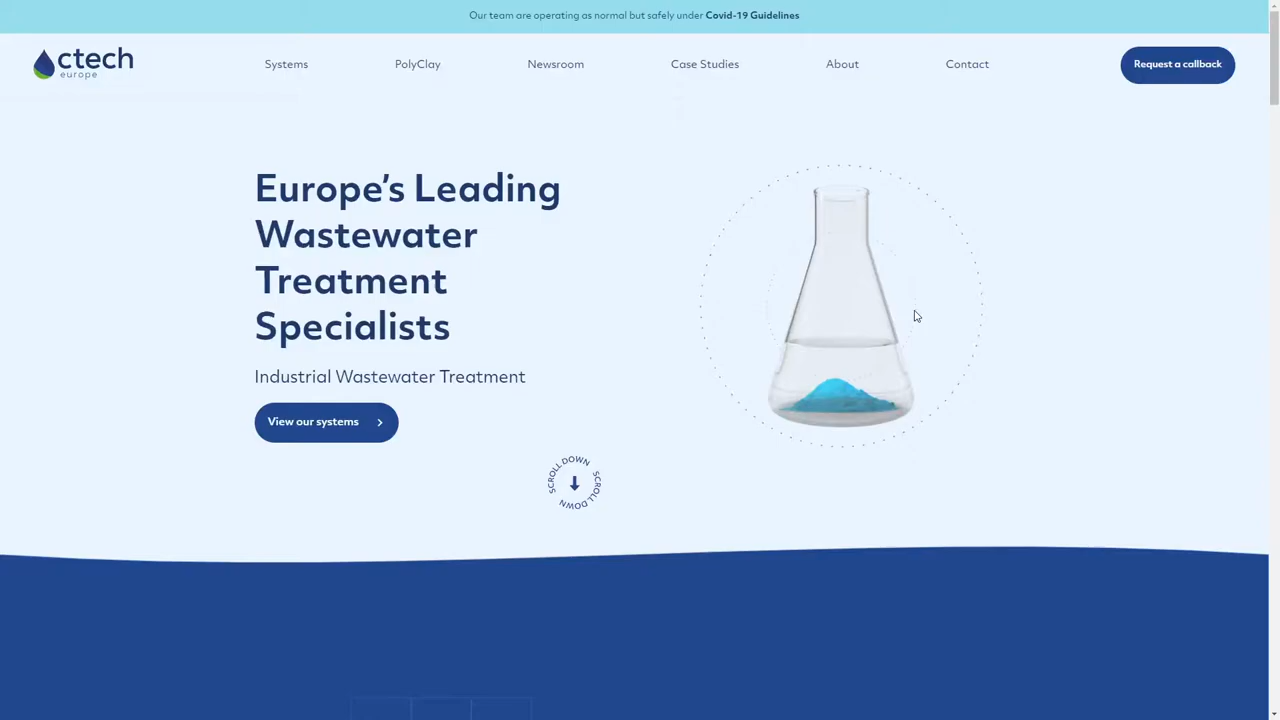 Our team are operating as normal but safely under Covid-19 Guidelines
ctech
europe
Systems
PolyClay
Newsroom
Case Studies
About
Contact
Request a callback
Europe's Leading
Wastewater
Treatment
Specialists
Industrial Wastewater Treatment
View our systems
SCROLL DOWN SCROLL DOWN SCROLL DOWN